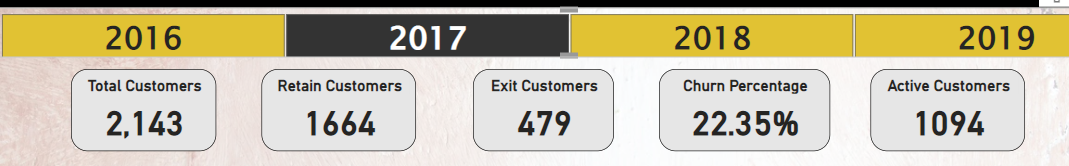 2016 2017 2018 2019
Total Customers Retain Customers Exit Customers Churn Percentage Active Customers
2,143 1664 479 22.35% 1094